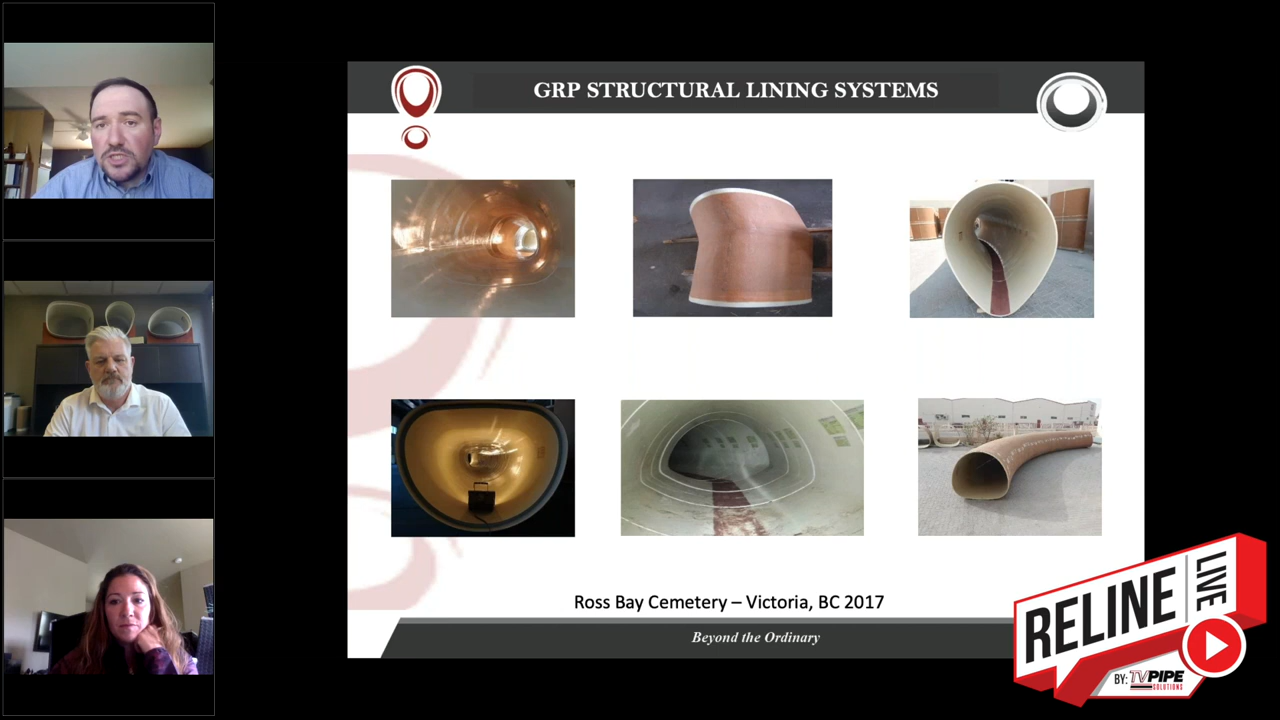 GRP STRUCTURAL LINING SYSTEMS
Ross Bay Cemetery – Victoria, BC 2017
Beyond the Ordinary
RELINE
LIVE
BY: TVPIPE
SOLUTIONS